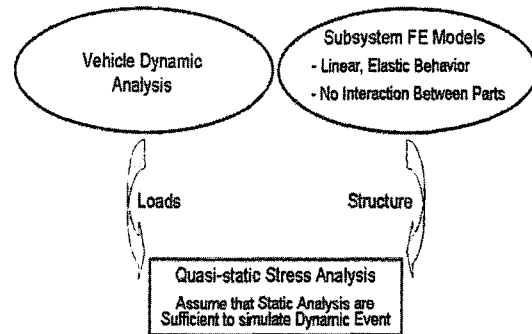 Vehicle Dynamic
Analysis
Subsystem FE Models
- Linear, Elastic Behavior
- No Interaction Between Parts
Loads
Structure
Quasi-static Stress Analysis
Assume that Static Analysis are
Sufficient to simulate Dynamic Event